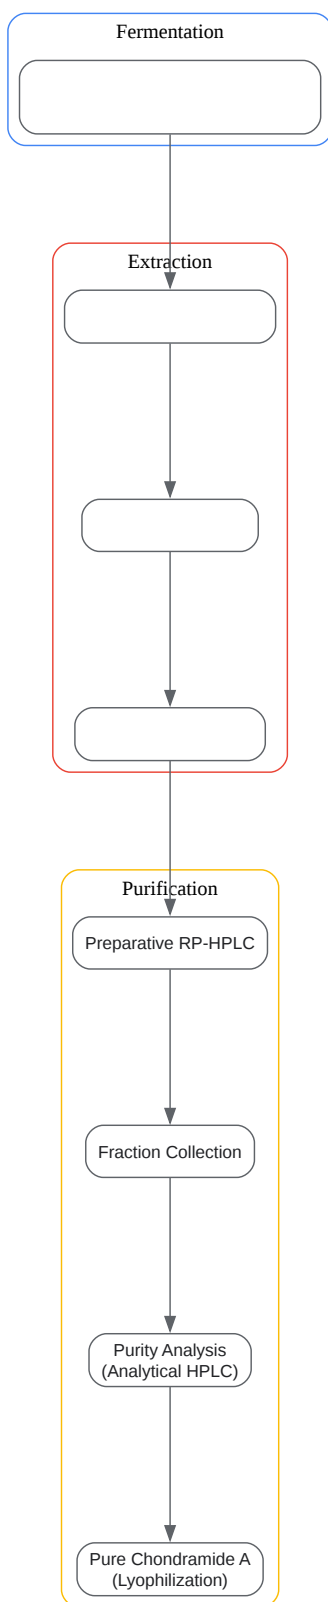 Fermentation
Extraction
Purification
Preparative RP-HPLC
Fraction Collection
Purity Analysis
(Analytical HPLC)
Pure Chondramide A
(Lyophilization)